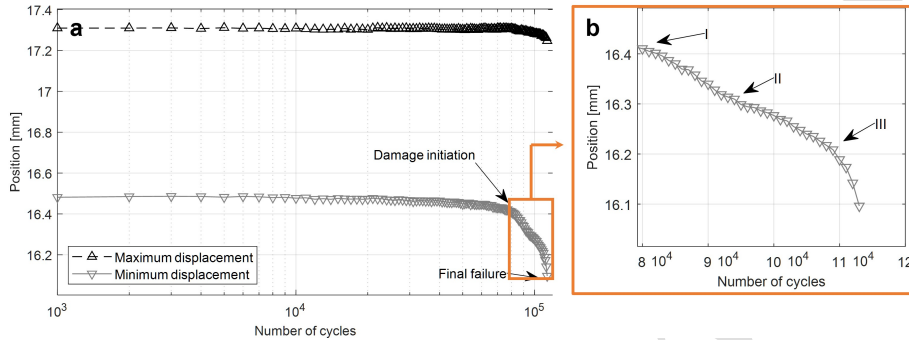 a
17.4
17.2
17
16.8
16.6
16.4
16.2
Position [mm]
Damage initiation
Final failure
Maximum displacement
Minimum displacement
10³
10⁴
10⁵
Number of cycles
b
I
II
III
16.4
16.3
16.2
16.1
Position [mm]
8 10⁴
9 10⁴
10 10⁴
11 10⁴
12
Number of cycles